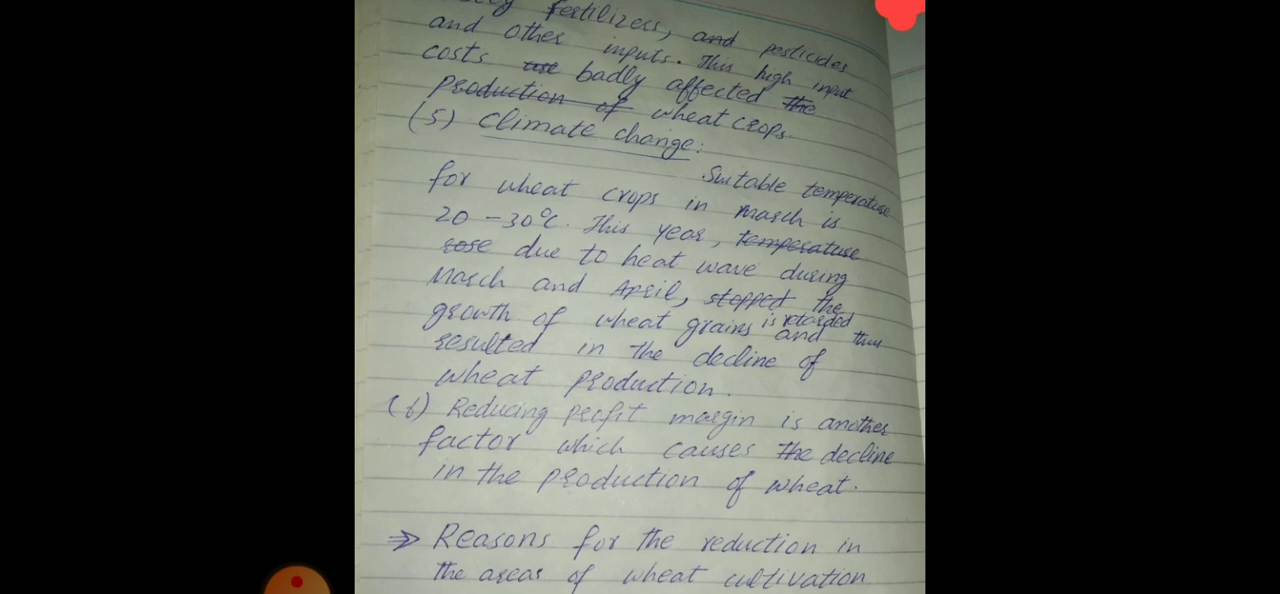 fertilizers, and pesticides
and other inputs. This high input
costs are badly affected the
production of wheat crops.
(5) Climate change:
Suitable temperature
for wheat crops in March is
20 - 30°C. This year, temperature
rose due to heat wave during
March and April, stopped the
growth of wheat grains is retarded and thus
resulted in the decline of
wheat production.
(6) Reducing profit margin is another
factor which causes the decline
in the production of wheat.
⇒ Reasons for the reduction in
the areas of wheat cultivation